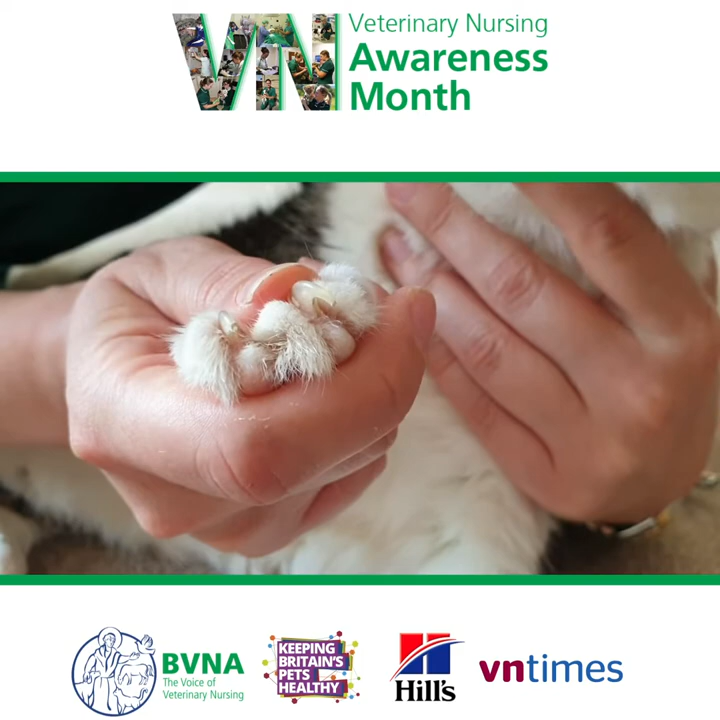 VN
Veterinary Nursing
Awareness
Month
BVNA
The Voice of
Veterinary Nursing
KEEPING
BRITAIN'S
PETS
HEALTHY
Hill's
vntimes